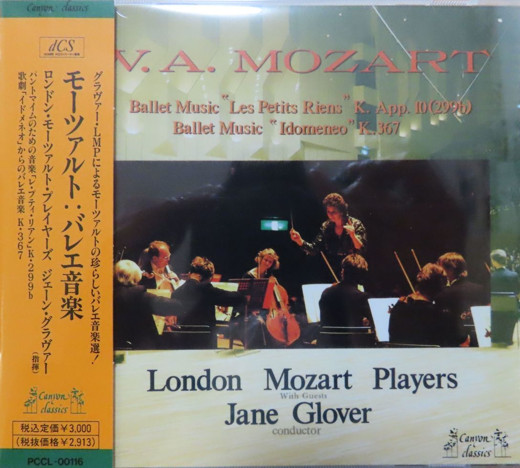 Canyon classics
dCS
グラヴァー・LMPによるモーツァルトの珍らしいバレエ音楽選!
モーツァルト:バレエ音楽
ロンドン・モーツァルト・プレイヤーズ ジェーン・グラヴァー(指揮)
パントマイムのための音楽「レ・プティ・リアン」K・299b
歌劇「イドメネオ」からのバレエ音楽 K・367
Canyon classics
税込定価¥3,000
(税抜価格¥2,913)
PCCL-00116
V. A. MOZART
Ballet Music "Les Petits Riens" K. App. 10(299b)
Ballet Music "Idomeneo" K. 367
London Mozart Players
With Guests
Jane Glover
conductor
Canyon classics